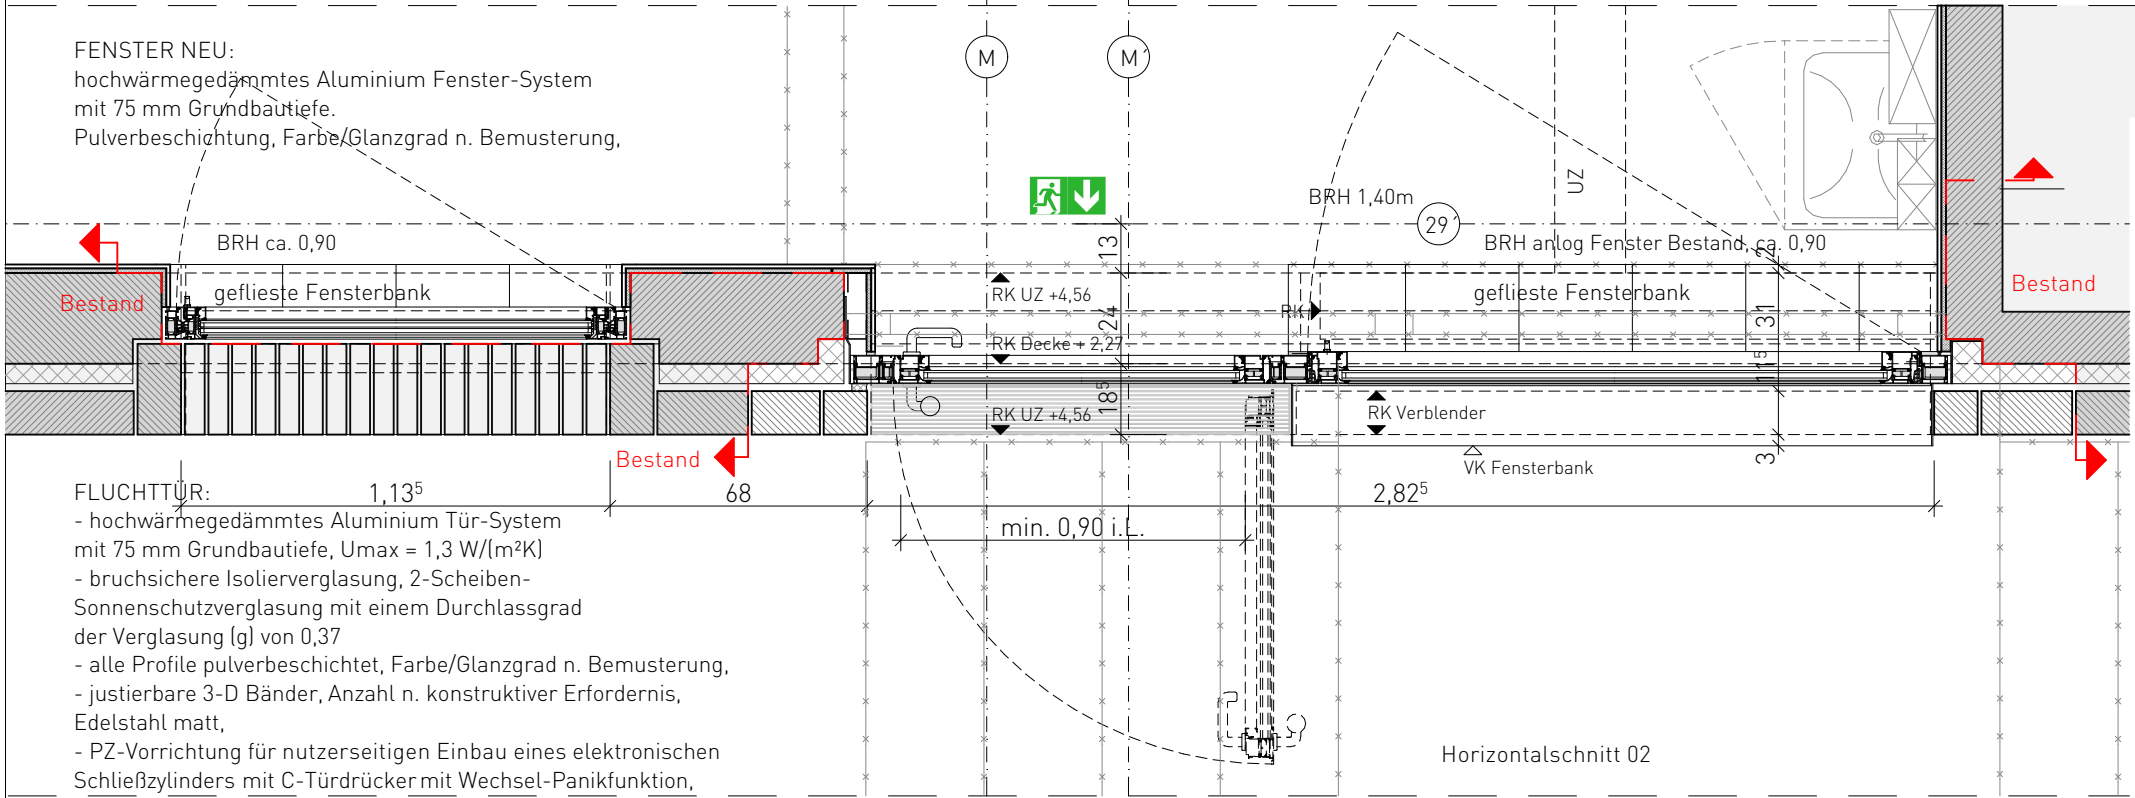 FENSTER NEU:
hochwärmegedämmtes Aluminium Fenster-System
mit 75 mm Grundbautiefe.
Pulverbeschichtung, Farbe/Glanzgrad n. Bemusterung,
M
M´
UZ
BRH 1,40m
29´
BRH ca. 0,90
BRH anlog Fenster Bestand, ca. 0,90
13
2
Bestand
geflieste Fensterbank
RK UZ +4,56
24
RK
geflieste Fensterbank
31
Bestand
RK Decke + 2,27
11⁵
RK UZ +4,56
18⁵
RK Verblender
3
Bestand
VK Fensterbank
1,13⁵
68
2,82⁵
min. 0,90 i.L.
FLUCHTTÜR:
- hochwärmegedämmtes Aluminium Tür-System
mit 75 mm Grundbautiefe, Umax = 1,3 W/(m²K)
- bruchsichere Isolierverglasung, 2-Scheiben-
Sonnenschutzverglasung mit einem Durchlassgrad
der Verglasung (g) von 0,37
- alle Profile pulverbeschichtet, Farbe/Glanzgrad n. Bemusterung,
- justierbare 3-D Bänder, Anzahl n. konstruktiver Erfordernis,
Edelstahl matt,
- PZ-Vorrichtung für nutzerseitigen Einbau eines elektronischen
Schließzylinders mit C-Türdrücker mit Wechsel-Panikfunktion,
Horizontalschnitt 02